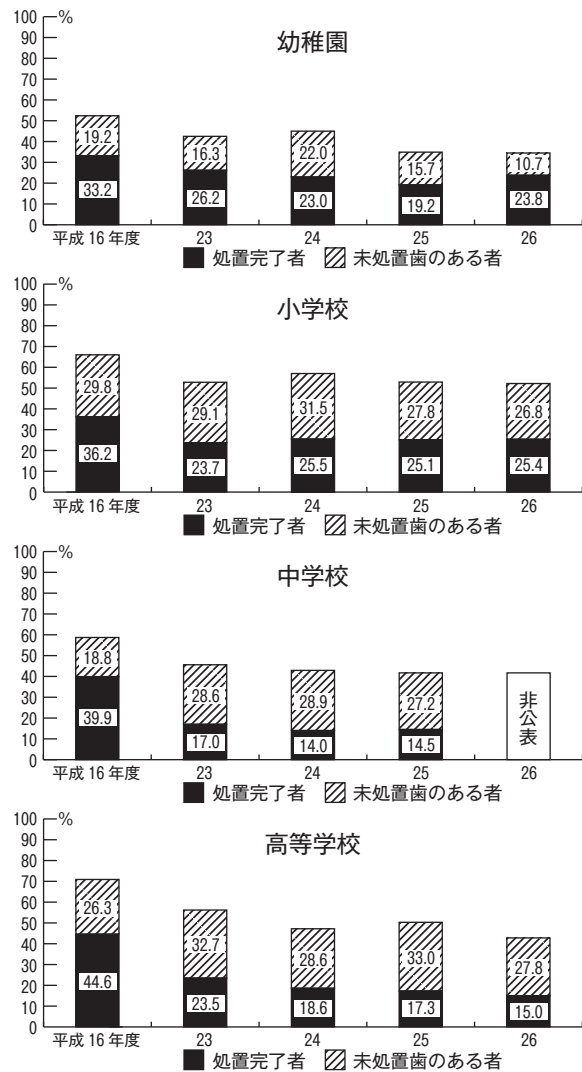 幼稚園
%
100
90
80
70
60
50
40
30
20
10
0
19.2 16.3 22.0 15.7 10.7
33.2 26.2 23.0 19.2 23.8
平成 16 年度 23 24 25 26
処置完了者 未処置歯のある者
小学校
%
100
90
80
70
60
50
40
30
20
10
0
29.8 29.1 31.5 27.8 26.8
36.2 23.7 25.5 25.1 25.4
平成 16 年度 23 24 25 26
処置完了者 未処置歯のある者
中学校
%
100
90
80
70
60
50
40
30
20
10
0
18.8 28.6 28.9 27.2
39.9 17.0 14.0 14.5
非公表
平成 16 年度 23 24 25 26
処置完了者 未処置歯のある者
高等学校
%
100
90
80
70
60
50
40
30
20
10
0
26.3 32.7 28.6 33.0 27.8
44.6 23.5 18.6 17.3 15.0
平成 16 年度 23 24 25 26
処置完了者 未処置歯のある者